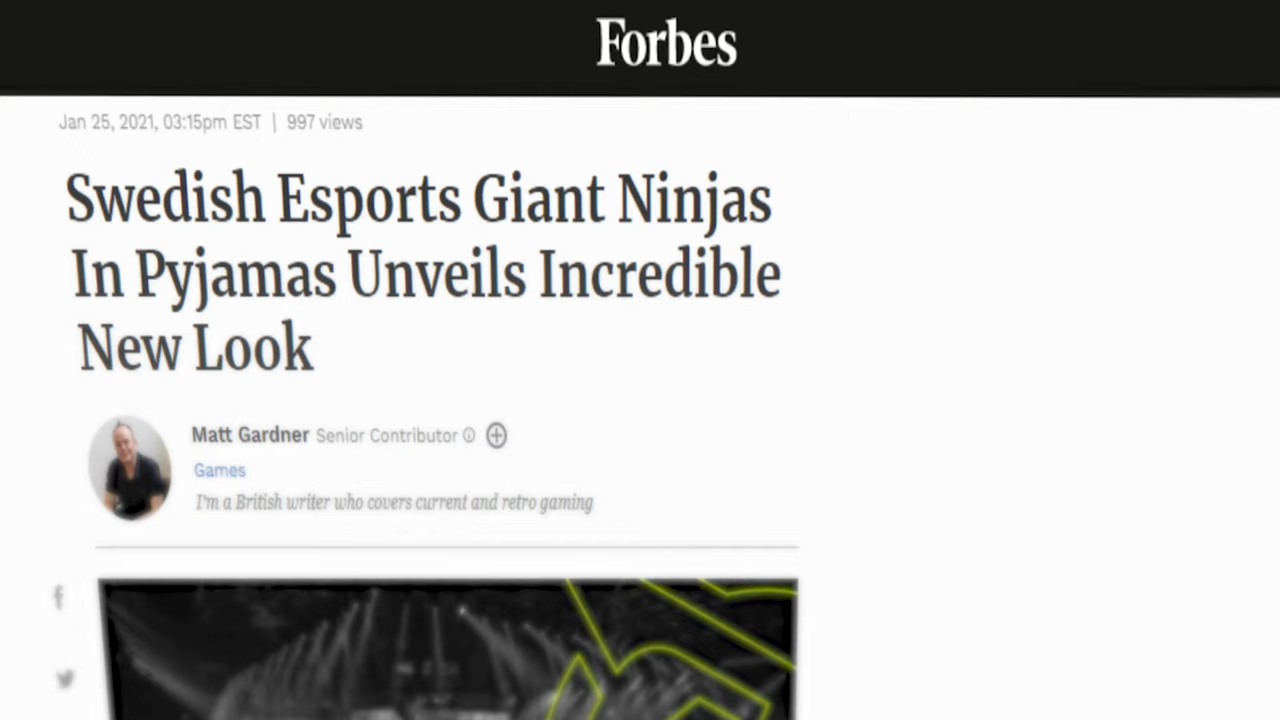 Forbes
Jan 25, 2021, 03:15pm EST | 997 views
Swedish Esports Giant Ninjas
In Pyjamas Unveils Incredible
New Look
Matt Gardner Senior Contributor
Games
I'm a British writer who covers current and retro gaming